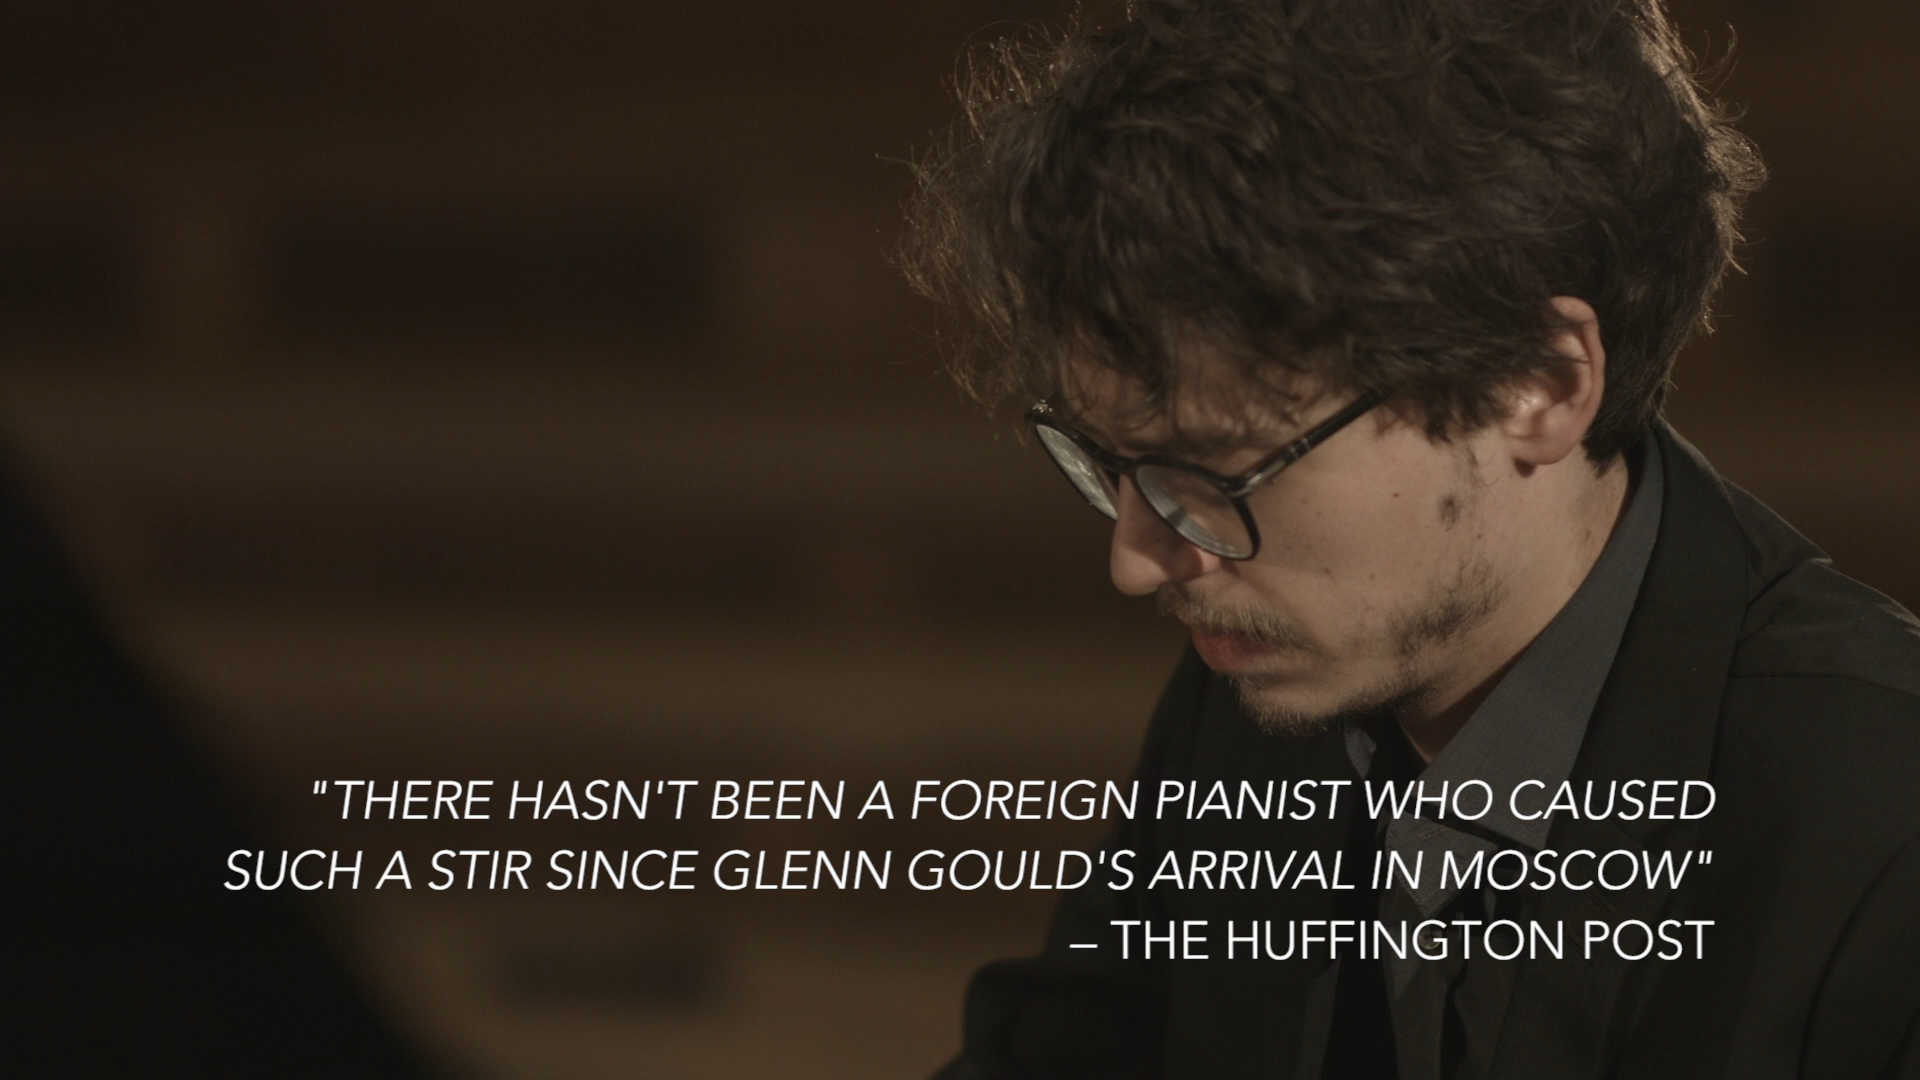 "THERE HASN'T BEEN A FOREIGN PIANIST WHO CAUSED
SUCH A STIR SINCE GLENN GOULD'S ARRIVAL IN MOSCOW"
– THE HUFFINGTON POST